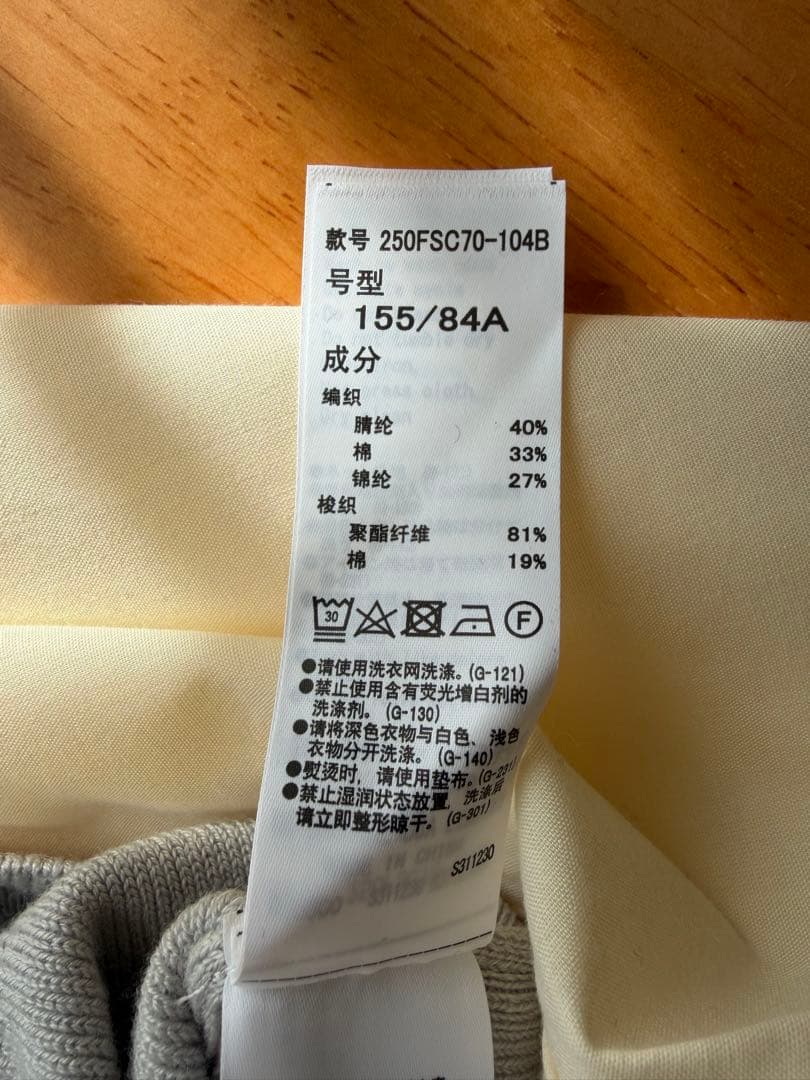 款号 250FSC70-104B
号型
155/84A
成分
编织
腈纶 40%
棉 33%
锦纶 27%
梭织
聚酯纤维 81%
棉 19%
30 F
●请使用洗衣网洗涤。(G-121)
●禁止使用含有荧光增白剂的
洗涤剂。(G-130)
●请将深色衣物与白色、浅色
衣物分开洗涤。(G-140)
●熨烫时，请使用垫布。(G-231)
●禁止湿润状态放置，洗涤后
请立即整形晾干。(G-301)
S311230